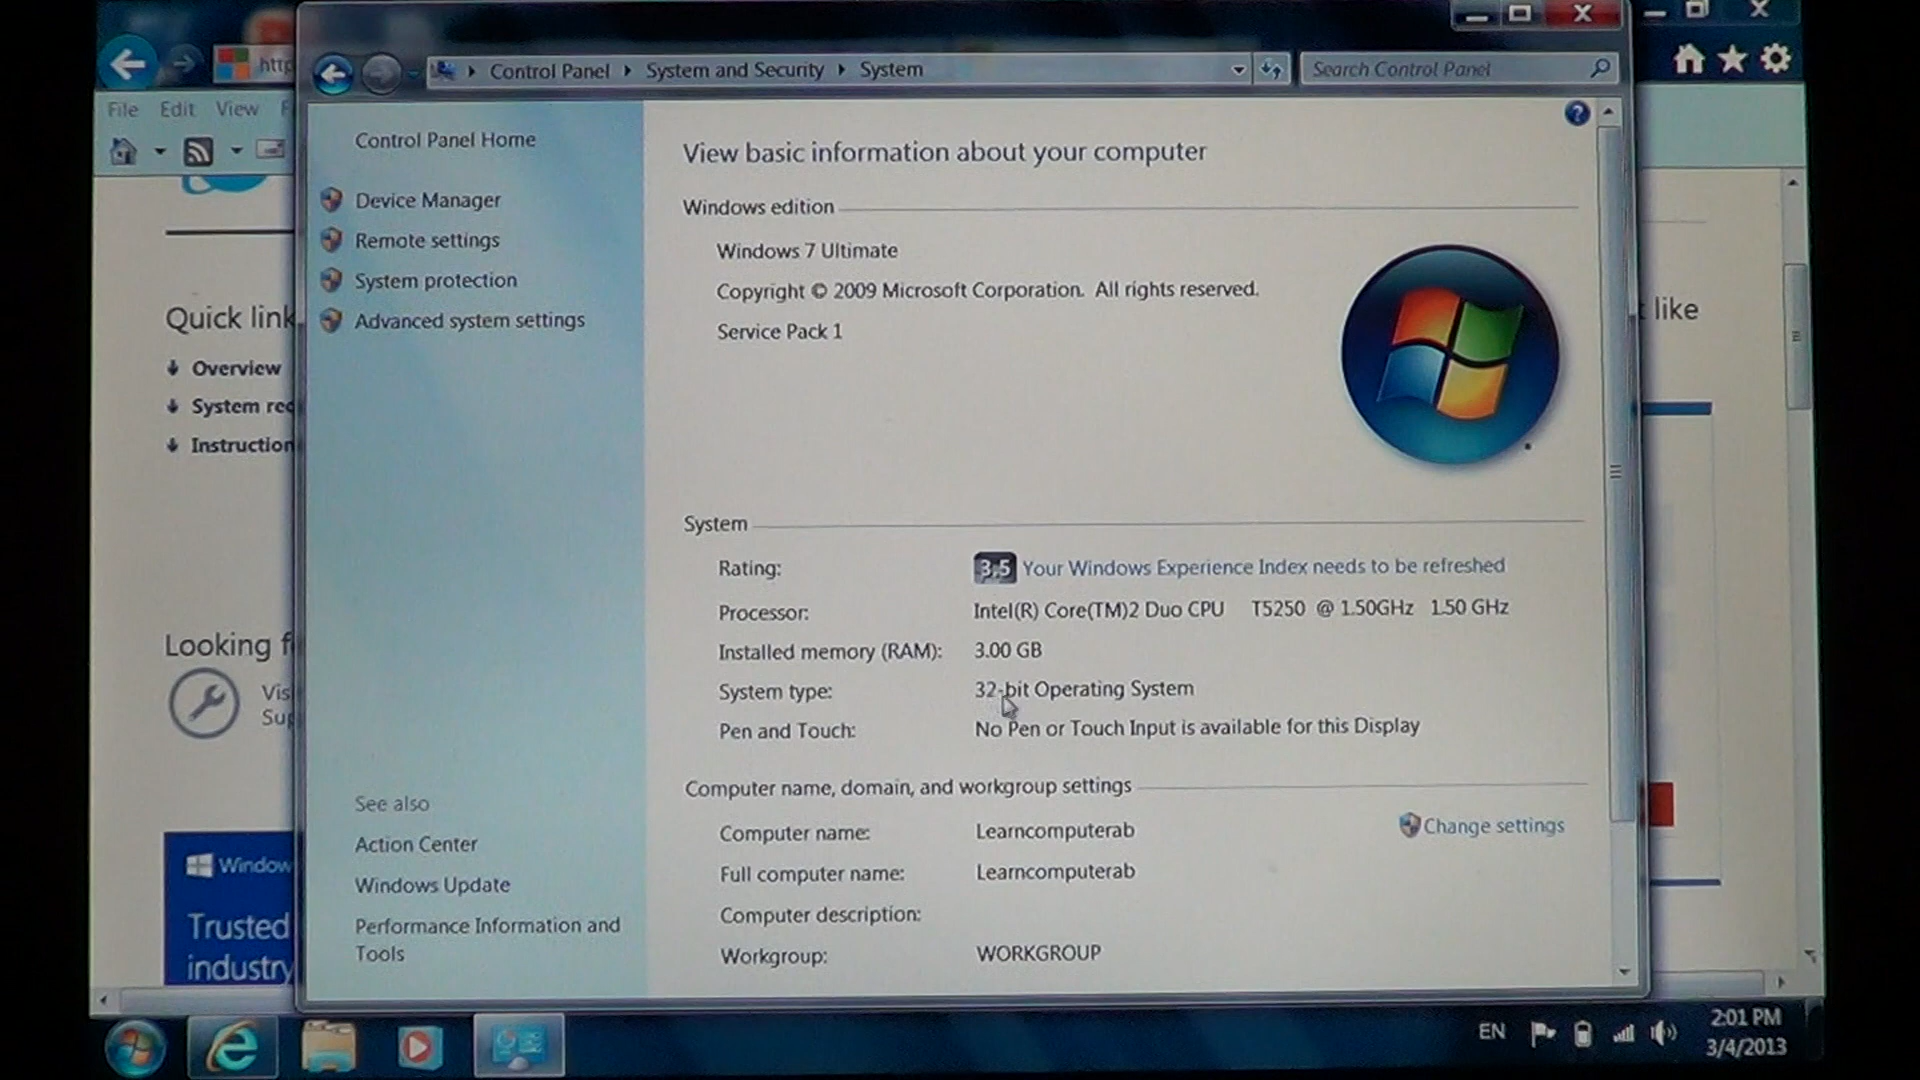 http
Control Panel ▸ System and Security ▸ System
Search Control Panel
File Edit View F
Control Panel Home
Device Manager
Remote settings
System protection
Advanced system settings
See also
Action Center
Windows Update
Performance Information and
Tools
View basic information about your computer
Windows edition
Windows 7 Ultimate
Copyright © 2009 Microsoft Corporation. All rights reserved.
Service Pack 1
System
Rating: 3,5 Your Windows Experience Index needs to be refreshed
Processor: Intel(R) Core(TM)2 Duo CPU T5250 @ 1.50GHz 1.50 GHz
Installed memory (RAM): 3.00 GB
System type: 32-bit Operating System
Pen and Touch: No Pen or Touch Input is available for this Display
Computer name, domain, and workgroup settings
Computer name: Learncomputerab
Change settings
Full computer name: Learncomputerab
Computer description:
Workgroup: WORKGROUP
Quick link
Overview
System req
Instruction
Looking f
Vis
Sup
Window
Trusted
industry
like
EN
2:01 PM
3/4/2013